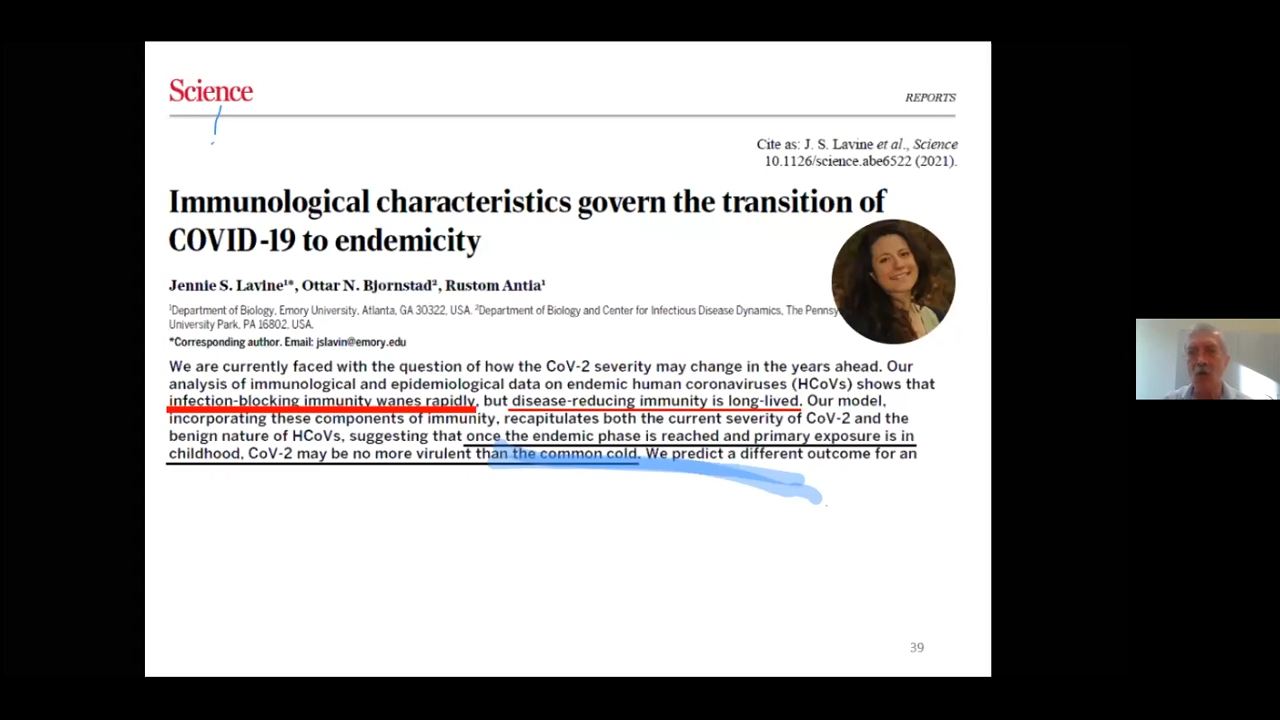 Science
REPORTS
Cite as: J. S. Lavine et al., Science
10.1126/science.abe6522 (2021).
Immunological characteristics govern the transition of
COVID-19 to endemicity
Jennie S. Lavine¹*, Ottar N. Bjornstad², Rustom Antia¹
¹Department of Biology, Emory University, Atlanta, GA 30322, USA. ²Department of Biology and Center for Infectious Disease Dynamics, The Pennsy
University Park, PA 16802, USA.
*Corresponding author. Email: jslavin@emory.edu
We are currently faced with the question of how the CoV-2 severity may change in the years ahead. Our
analysis of immunological and epidemiological data on endemic human coronaviruses (HCoVs) shows that
infection-blocking immunity wanes rapidly, but disease-reducing immunity is long-lived. Our model,
incorporating these components of immunity, recapitulates both the current severity of CoV-2 and the
benign nature of HCoVs, suggesting that once the endemic phase is reached and primary exposure is in
childhood, CoV-2 may be no more virulent than the common cold. We predict a different outcome for an
39